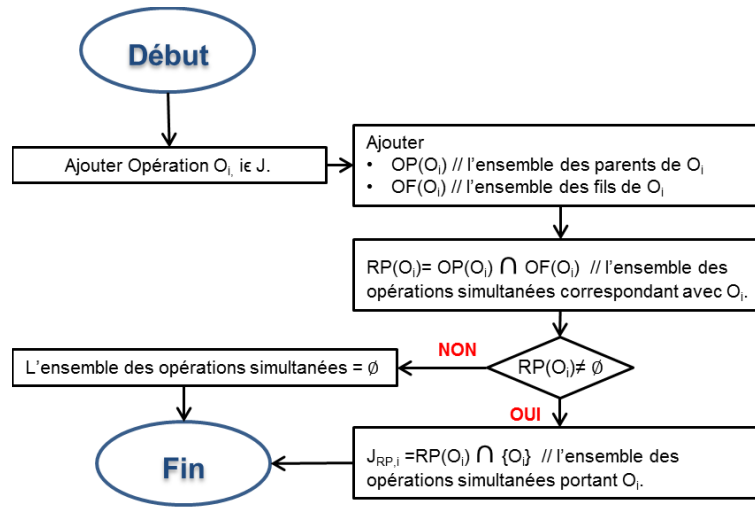 Début
Ajouter Opération Oi, iє J.
Ajouter
• OP(Oi) // l'ensemble des parents de Oi
• OF(Oi) // l'ensemble des fils de Oi
RP(Oi)= OP(Oi) ⋂ OF(Oi) // l'ensemble des
opérations simultanées correspondant avec Oi.
NON
RP(Oi)≠ ∅
L'ensemble des opérations simultanées = ∅
OUI
JRP,i =RP(Oi) ⋂ {Oi} // l'ensemble des
opérations simultanées portant Oi.
Fin